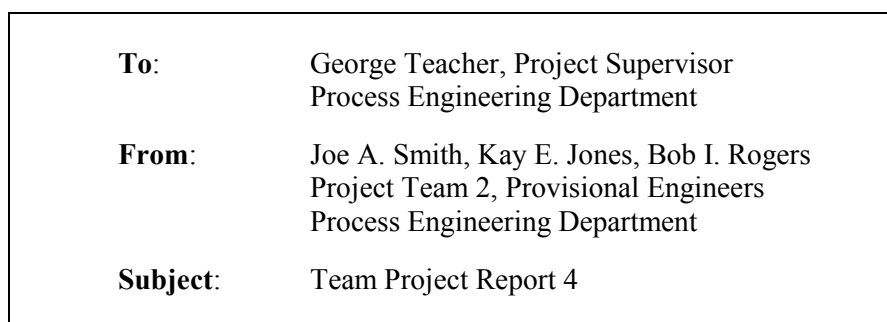 To: George Teacher, Project Supervisor
Process Engineering Department
From: Joe A. Smith, Kay E. Jones, Bob I. Rogers
Project Team 2, Provisional Engineers
Process Engineering Department
Subject: Team Project Report 4